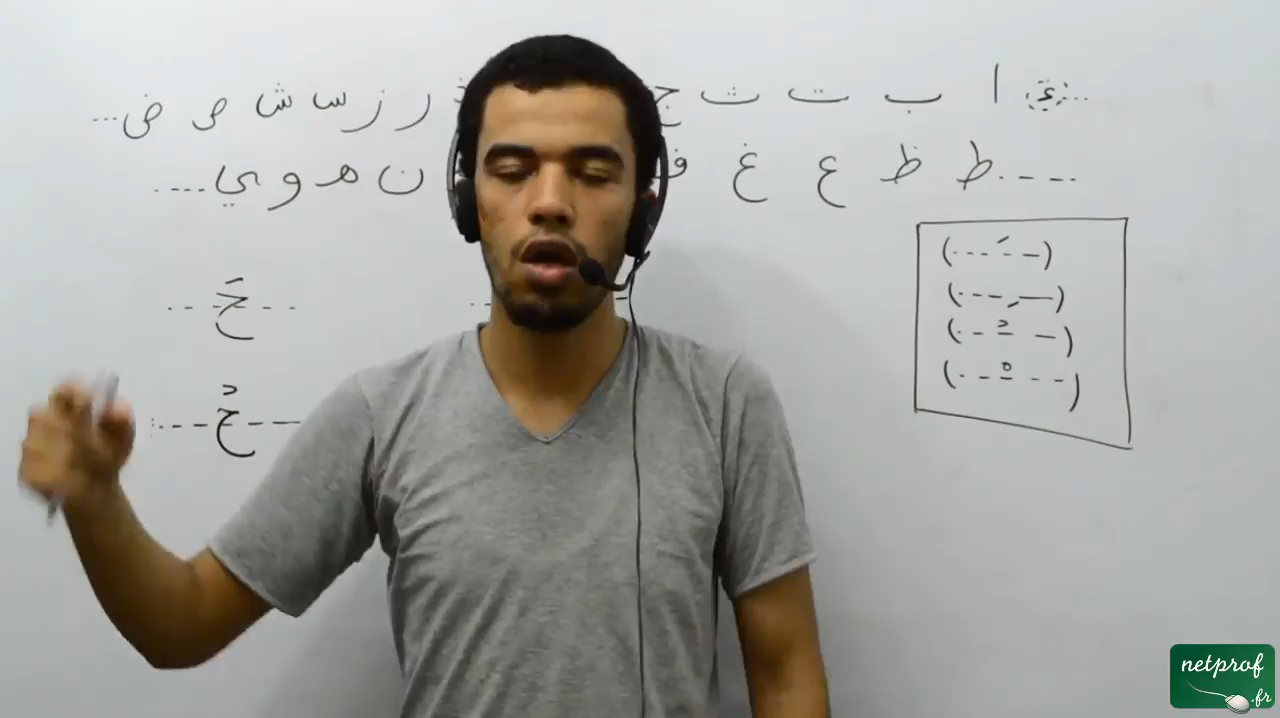 ء ا ب ت ث ج ر ز س ش ص ض
ط ظ ع غ ف ن ه و ي
حَ
حُ
netprof
.fr